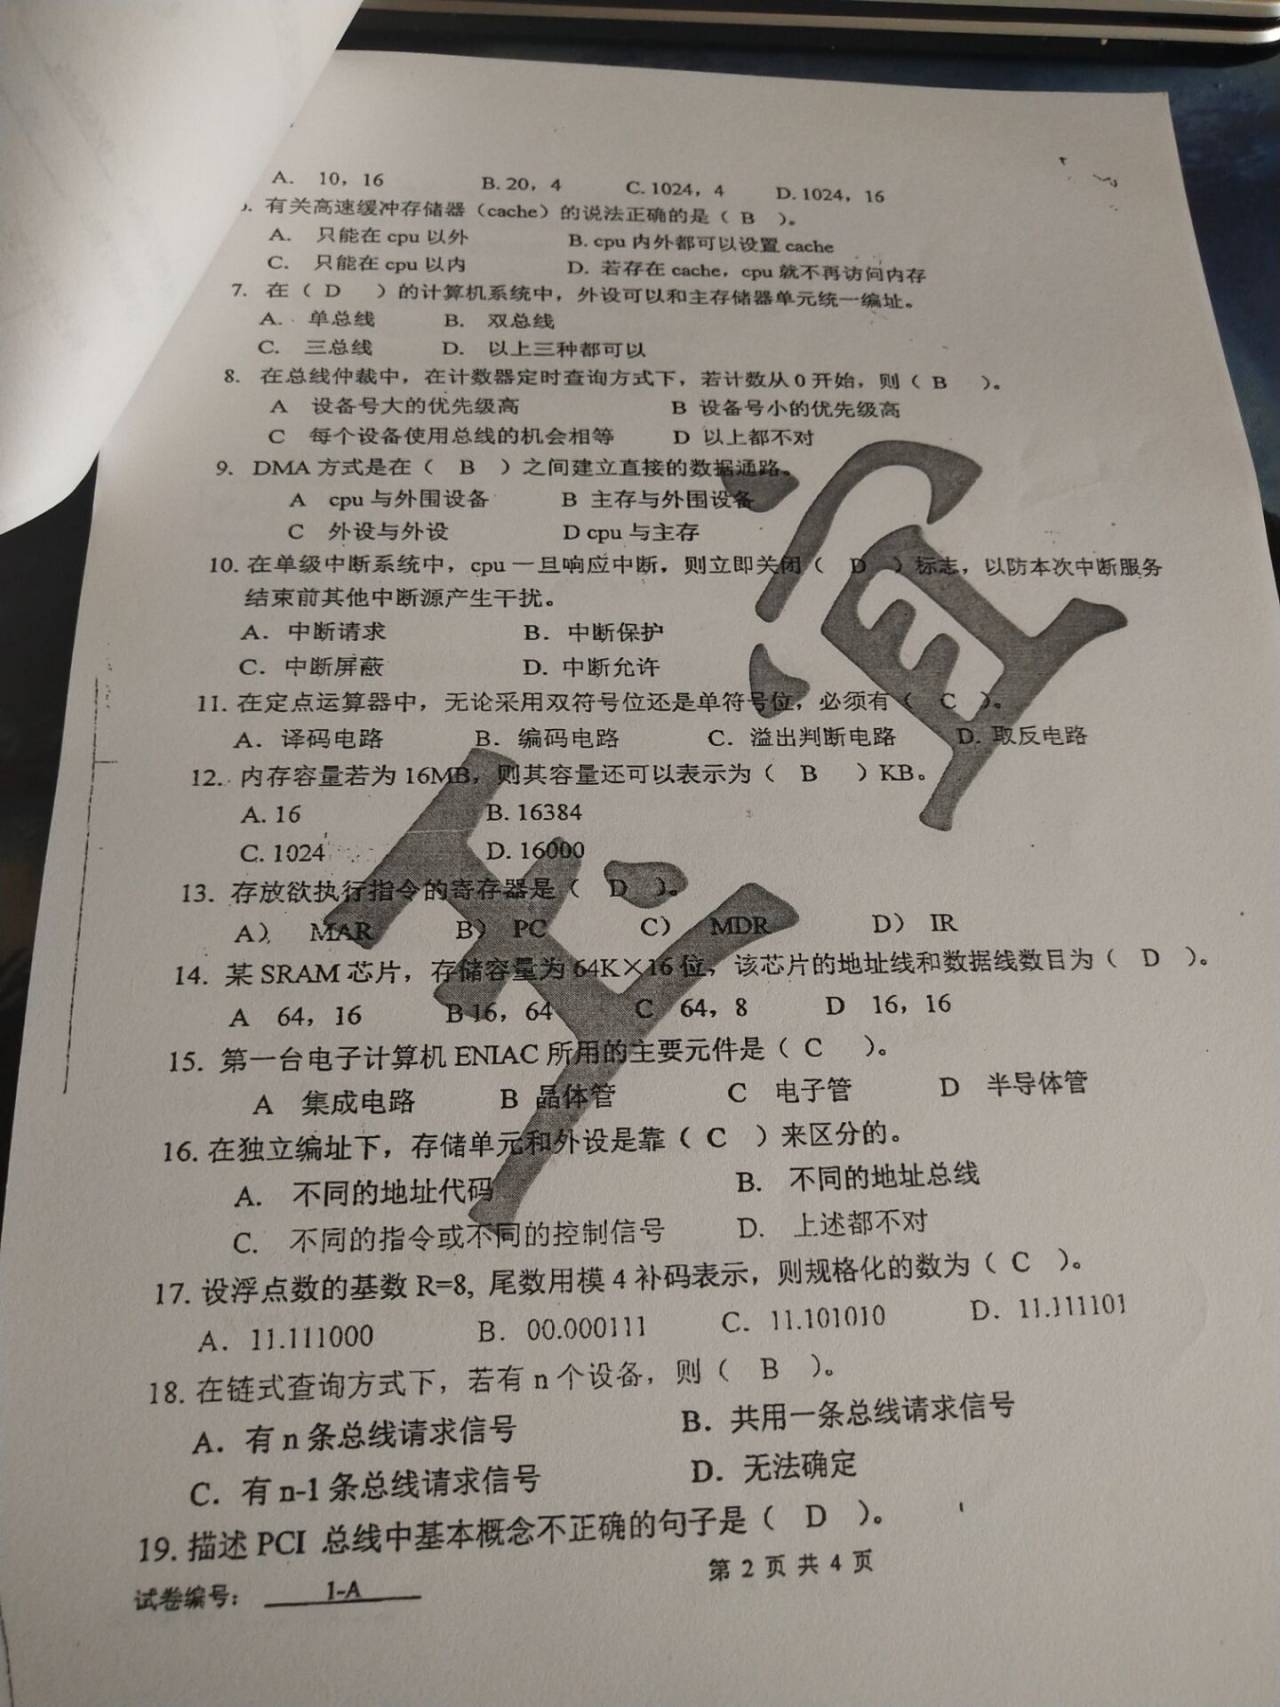 A. 10，16 B. 20，4 C. 1024，4 D. 1024，16
. 有关高速缓冲存储器（cache）的说法正确的是（ B ）。
A. 只能在 cpu 以外 B. cpu 内外都可以设置 cache
C. 只能在 cpu 以内 D. 若存在 cache，cpu 就不再访问内存
7. 在（ D ）的计算机系统中，外设可以和主存储器单元统一编址。
A. 单总线 B. 双总线
C. 三总线 D. 以上三种都可以
8. 在总线仲裁中，在计数器定时查询方式下，若计数从 0 开始，则（ B ）。
A 设备号大的优先级高 B 设备号小的优先级高
C 每个设备使用总线的机会相等 D 以上都不对
9. DMA 方式是在（ B ）之间建立直接的数据通路。
A cpu 与外围设备 B 主存与外围设备
C 外设与外设 D cpu 与主存
10. 在单级中断系统中，cpu 一旦响应中断，则立即关闭（ D ）标志，以防本次中断服务
结束前其他中断源产生干扰。
A. 中断请求 B. 中断保护
C. 中断屏蔽 D. 中断允许
11. 在定点运算器中，无论采用双符号位还是单符号位，必须有（ C ）。
A. 译码电路 B. 编码电路 C. 溢出判断电路 D. 取反电路
12. 内存容量若为 16MB，则其容量还可以表示为（ B ）KB。
A. 16 B. 16384
C. 1024 D. 16000
13. 存放欲执行指令的寄存器是（ D ）。
A） MAR B） PC C） MDR D） IR
14. 某 SRAM 芯片，存储容量为 64K×16 位，该芯片的地址线和数据线数目为（ D ）。
A 64，16 B 16，64 C 64，8 D 16，16
15. 第一台电子计算机 ENIAC 所用的主要元件是（ C ）。
A 集成电路 B 晶体管 C 电子管 D 半导体管
16. 在独立编址下，存储单元和外设是靠（ C ）来区分的。
A. 不同的地址代码 B. 不同的地址总线
C. 不同的指令或不同的控制信号 D. 上述都不对
17. 设浮点数的基数 R=8, 尾数用模 4 补码表示，则规格化的数为（ C ）。
A. 11.111000 B. 00.000111 C. 11.101010 D. 11.111101
18. 在链式查询方式下，若有 n 个设备，则（ B ）。
A. 有 n 条总线请求信号 B. 共用一条总线请求信号
C. 有 n-1 条总线请求信号 D. 无法确定
19. 描述 PCI 总线中基本概念不正确的句子是（ D ）。
试卷编号： 1-A 第 2 页 共 4 页